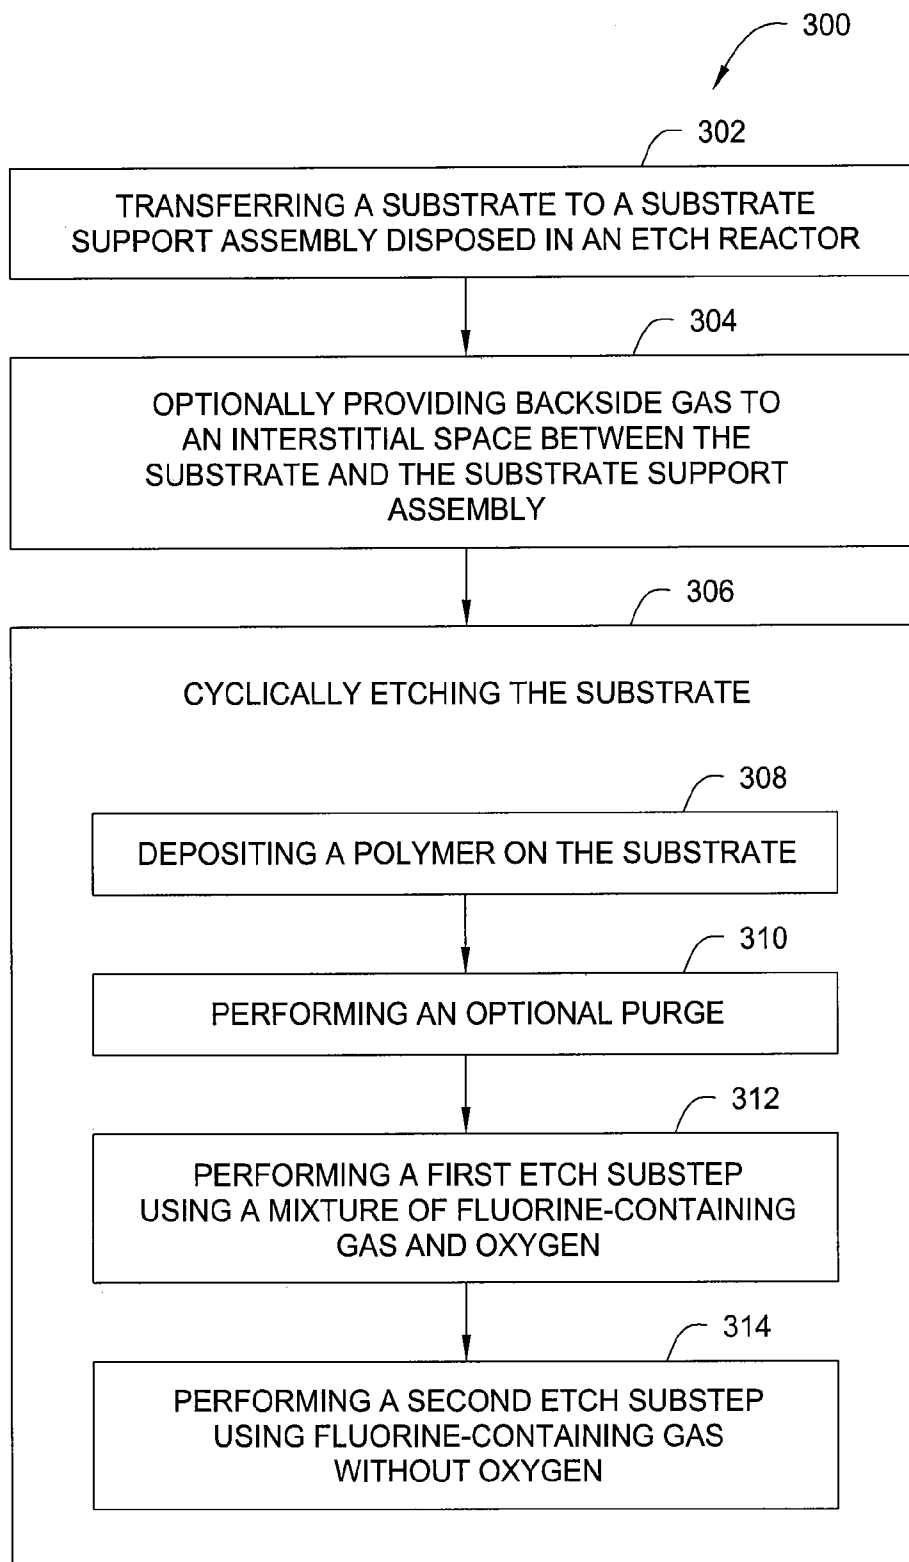 300
302
TRANSFERRING A SUBSTRATE TO A SUBSTRATE
SUPPORT ASSEMBLY DISPOSED IN AN ETCH REACTOR
304
OPTIONALLY PROVIDING BACKSIDE GAS TO
AN INTERSTITIAL SPACE BETWEEN THE
SUBSTRATE AND THE SUBSTRATE SUPPORT
ASSEMBLY
306
CYCLICALLY ETCHING THE SUBSTRATE
308
DEPOSITING A POLYMER ON THE SUBSTRATE
310
PERFORMING AN OPTIONAL PURGE
312
PERFORMING A FIRST ETCH SUBSTEP
USING A MIXTURE OF FLUORINE-CONTAINING
GAS AND OXYGEN
314
PERFORMING A SECOND ETCH SUBSTEP
USING FLUORINE-CONTAINING GAS
WITHOUT OXYGEN